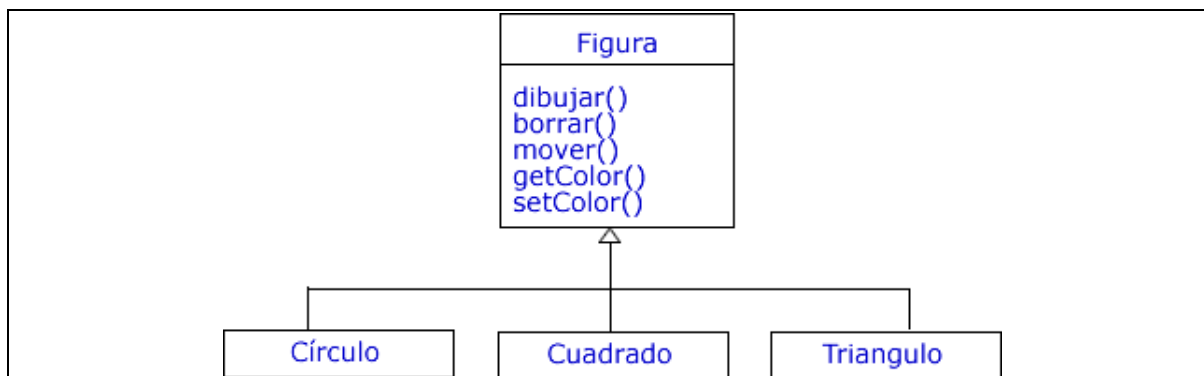 Figura
dibujar()
borrar()
mover()
getColor()
setColor()
Círculo
Cuadrado
Triangulo